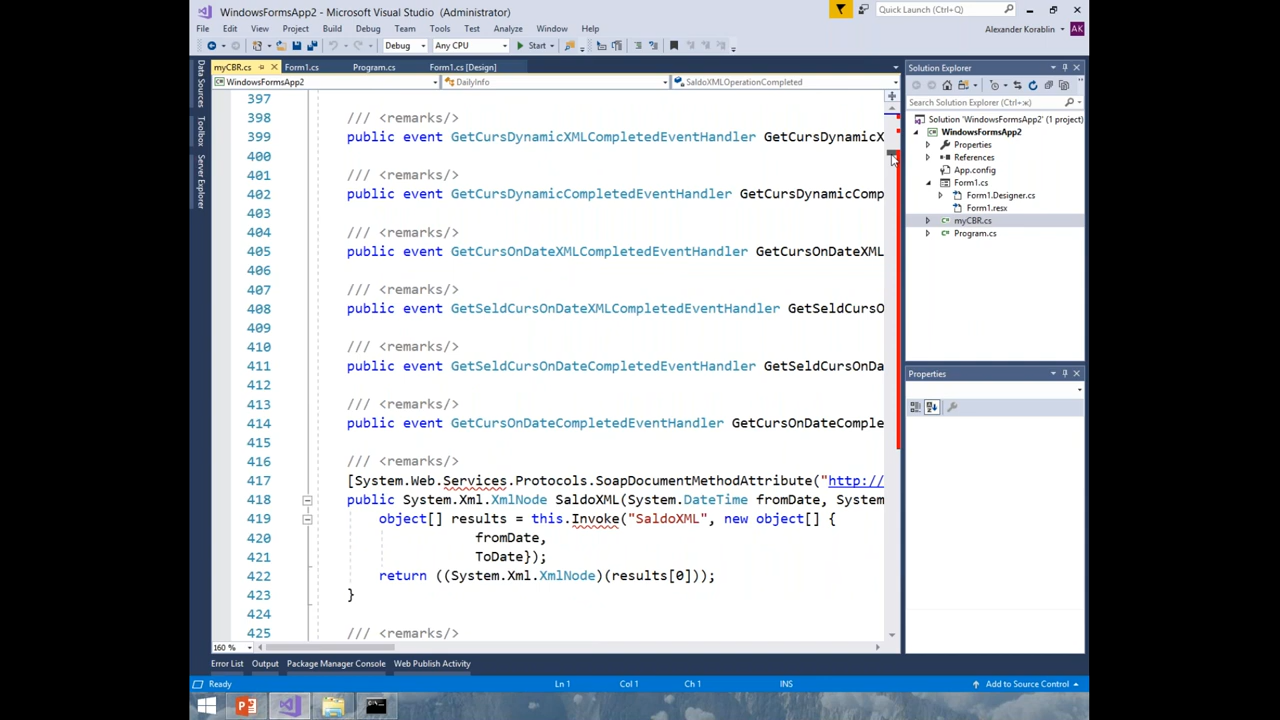 WindowsFormsApp2 - Microsoft Visual Studio (Administrator)
Quick Launch (Ctrl+Q)
File Edit View Project Build Debug Team Tools Test Analyze Window Help
Alexander Korablin AK
Debug Any CPU Start
myCBR.cs Form1.cs Program.cs Form1.cs [Design]
WindowsFormsApp2 DailyInfo SaldoXMLOperationCompleted
Data Sources
Toolbox
Server Explorer
397
398 /// <remarks/>
399 public event GetCursDynamicXMLCompletedEventHandler GetCursDynamicX
400
401 /// <remarks/>
402 public event GetCursDynamicCompletedEventHandler GetCursDynamicComp
403
404 /// <remarks/>
405 public event GetCursOnDateXMLCompletedEventHandler GetCursOnDateXML
406
407 /// <remarks/>
408 public event GetSeldCursOnDateXMLCompletedEventHandler GetSeldCursO
409
410 /// <remarks/>
411 public event GetSeldCursOnDateCompletedEventHandler GetSeldCursOnDa
412
413 /// <remarks/>
414 public event GetCursOnDateCompletedEventHandler GetCursOnDateComple
415
416 /// <remarks/>
417 [System.Web.Services.Protocols.SoapDocumentMethodAttribute("http://
418 public System.Xml.XmlNode SaldoXML(System.DateTime fromDate, System
419 object[] results = this.Invoke("SaldoXML", new object[] {
420 fromDate,
421 ToDate});
422 return ((System.Xml.XmlNode)(results[0]));
423 }
424
425 /// <remarks/>
160 %
Solution Explorer
Search Solution Explorer (Ctrl+ж)
Solution 'WindowsFormsApp2' (1 project)
WindowsFormsApp2
Properties
References
App.config
Form1.cs
Form1.Designer.cs
Form1.resx
myCBR.cs
Program.cs
Properties
Error List Output Package Manager Console Web Publish Activity
Ready Ln 1 Col 1 Ch 1 INS Add to Source Control